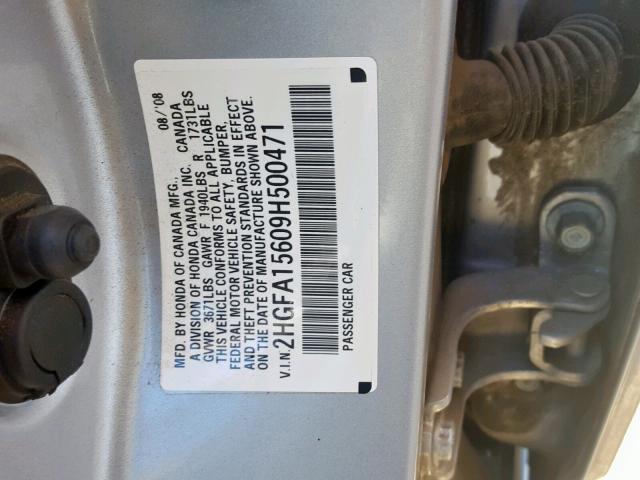 MFD. BY HONDA OF CANADA MFG., 08/'08
A DIVISION OF HONDA CANADA INC. CANADA
GVWR 3671LBS GAWR F 1940LBS R 1731LBS
THIS VEHICLE CONFORMS TO ALL APPLICABLE
FEDERAL MOTOR VEHICLE SAFETY, BUMPER,
AND THEFT PREVENTION STANDARDS IN EFFECT
ON THE DATE OF MANUFACTURE SHOWN ABOVE.
V.I.N. 2HGFA15609H500471
PASSENGER CAR